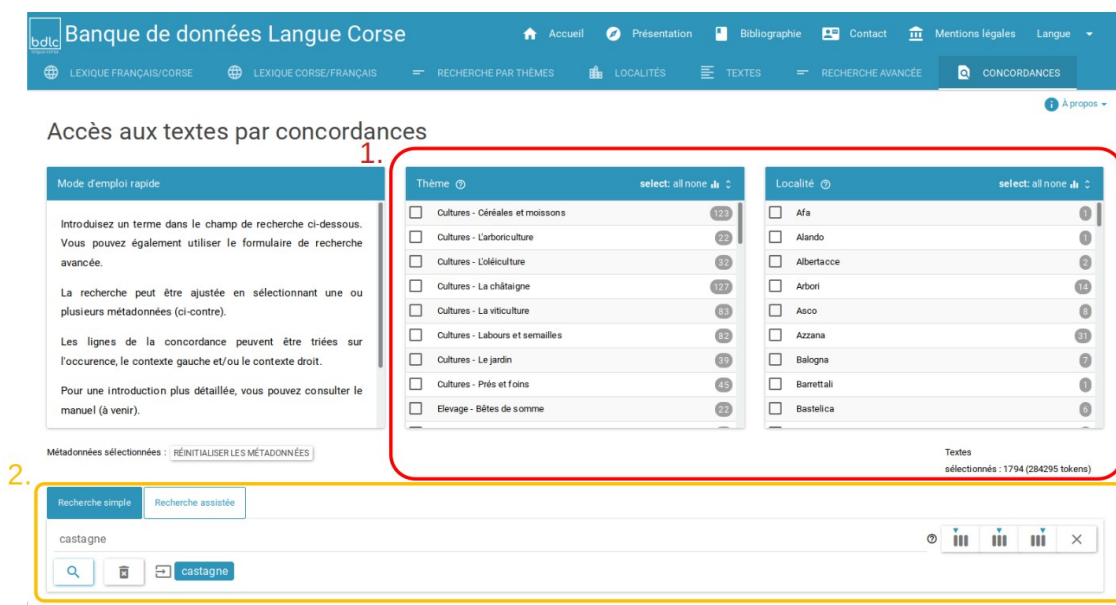 bdlc Banque de données Langue Corse
Accueil Présentation Bibliographie Contact Mentions légales Langue
LEXIQUE FRANÇAIS/CORSE LEXIQUE CORSE/FRANÇAIS RECHERCHE PAR THÈMES LOCALITÉS TEXTES RECHERCHE AVANCÉE CONCORDANCES
À propos
Accès aux textes par concordances
1.
Mode d'emploi rapide
Introduisez un terme dans le champ de recherche ci-dessous.
Vous pouvez également utiliser le formulaire de recherche
avancée.
La recherche peut être ajustée en sélectionnant une ou
plusieurs métadonnées (ci-contre).
Les lignes de la concordance peuvent être triées sur
l'occurence, le contexte gauche et/ou le contexte droit.
Pour une introduction plus détaillée, vous pouvez consulter le
manuel (à venir).
Thème select: all none
Cultures - Céréales et moissons 123
Cultures - L'arboriculture 22
Cultures - L'oléiculture 32
Cultures - La châtaigne 127
Cultures - La viticulture 83
Cultures - Labours et semailles 82
Cultures - Le jardin 39
Cultures - Prés et foins 45
Elevage - Bêtes de somme 22
Localité select: all none
Afa 1
Alando 1
Albertacce 2
Arbori 14
Asco 8
Azzana 31
Balogna 7
Barrettali 1
Bastelica 6
Métadonnées sélectionnées : RÉINITIALISER LES MÉTADONNÉES
Textes
sélectionnés : 1794 (284295 tokens)
2.
Recherche simple Recherche assistée
castagne
castagne